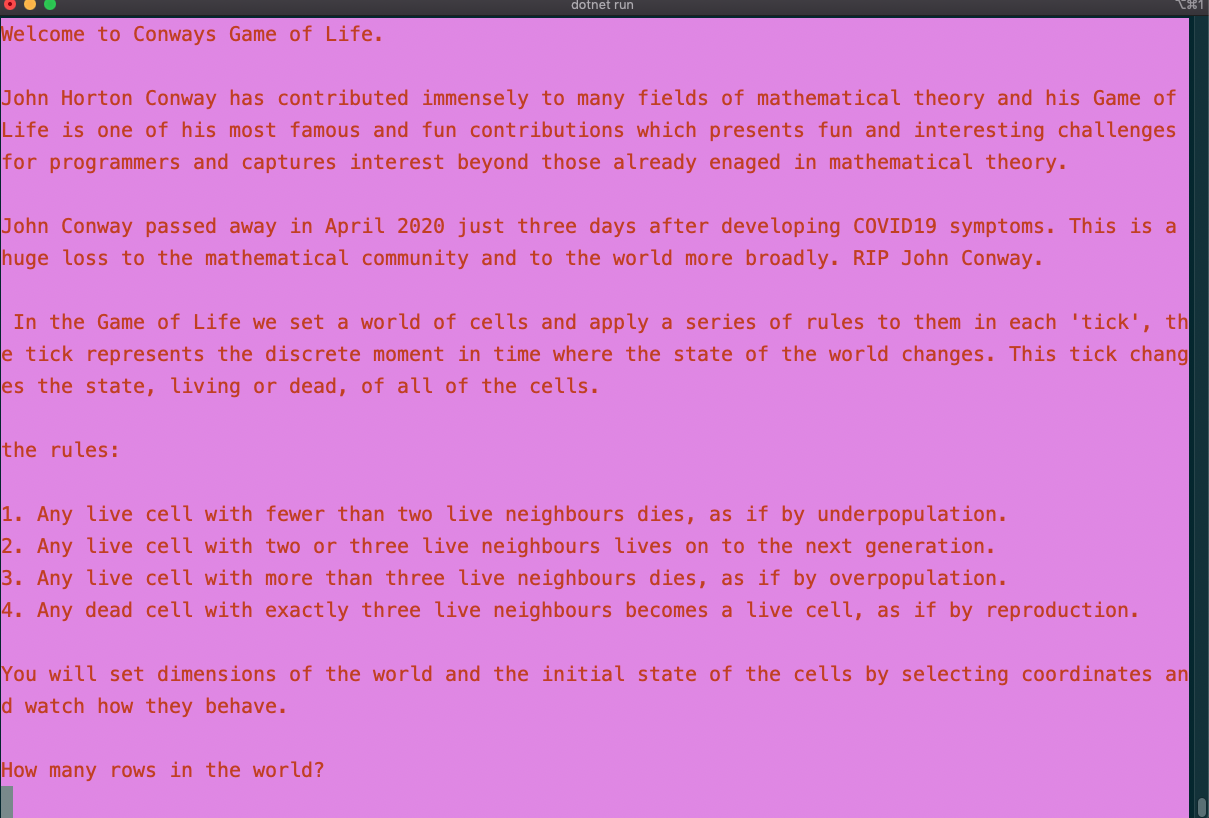 dotnet run
⌥⌘1
Welcome to Conways Game of Life.
John Horton Conway has contributed immensely to many fields of mathematical theory and his Game of
Life is one of his most famous and fun contributions which presents fun and interesting challenges
for programmers and captures interest beyond those already enaged in mathematical theory.
John Conway passed away in April 2020 just three days after developing COVID19 symptoms. This is a
huge loss to the mathematical community and to the world more broadly. RIP John Conway.
In the Game of Life we set a world of cells and apply a series of rules to them in each 'tick', th
e tick represents the discrete moment in time where the state of the world changes. This tick chang
es the state, living or dead, of all of the cells.
the rules:
1. Any live cell with fewer than two live neighbours dies, as if by underpopulation.
2. Any live cell with two or three live neighbours lives on to the next generation.
3. Any live cell with more than three live neighbours dies, as if by overpopulation.
4. Any dead cell with exactly three live neighbours becomes a live cell, as if by reproduction.
You will set dimensions of the world and the initial state of the cells by selecting coordinates an
d watch how they behave.
How many rows in the world?